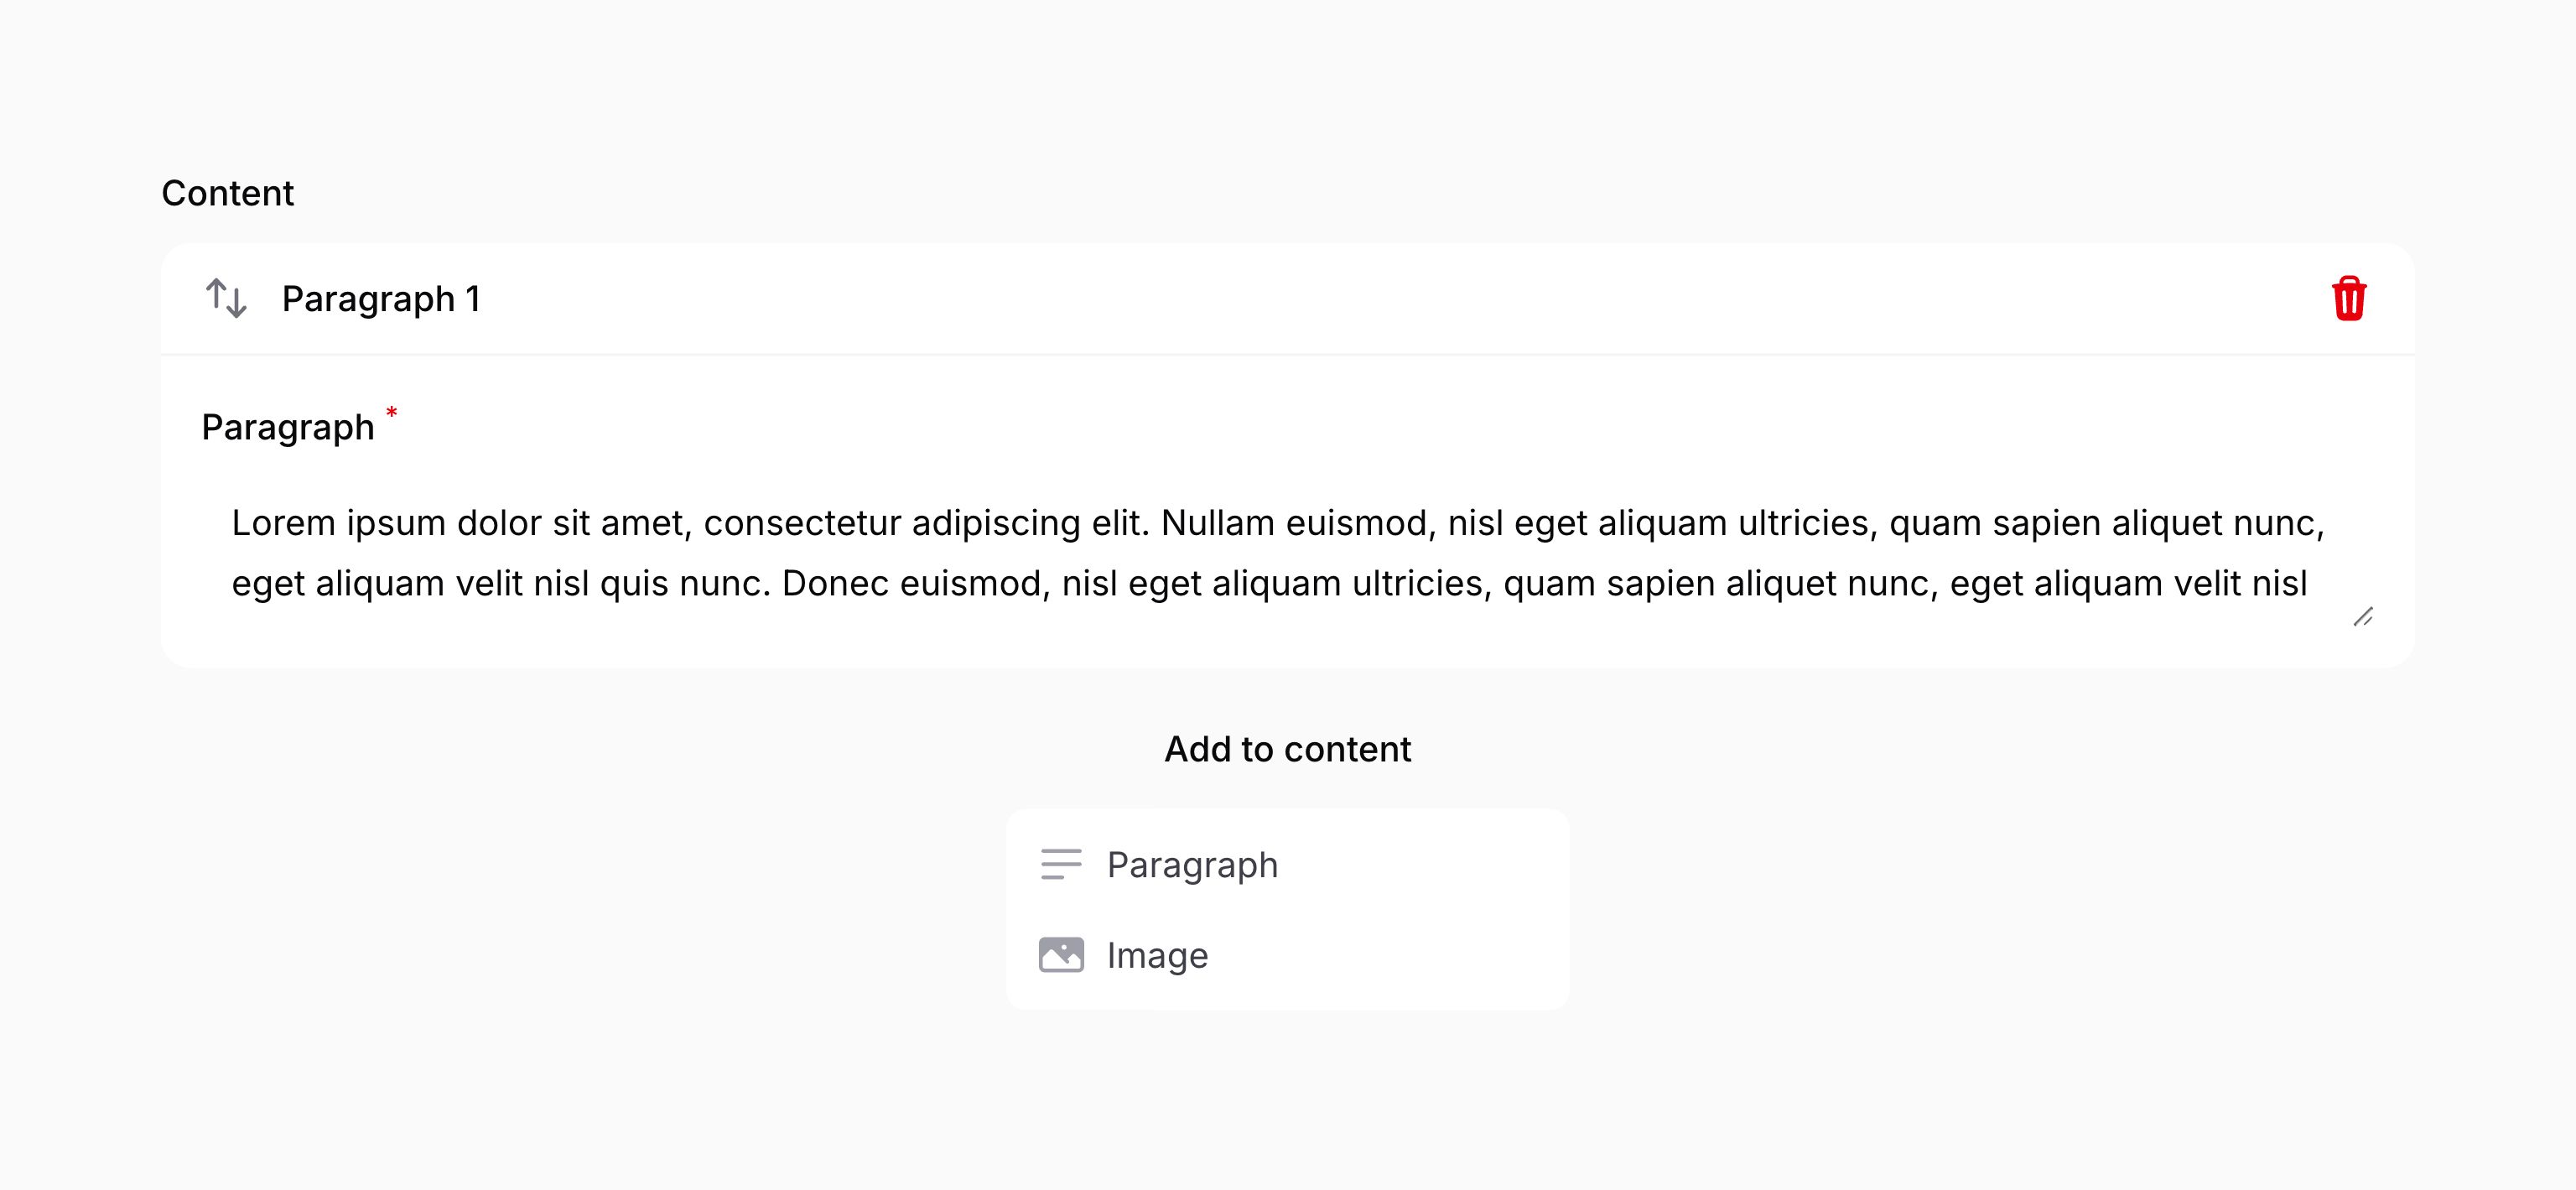 Content
Paragraph 1
Paragraph *
Lorem ipsum dolor sit amet, consectetur adipiscing elit. Nullam euismod, nisl eget aliquam ultricies, quam sapien aliquet nunc,
eget aliquam velit nisl quis nunc. Donec euismod, nisl eget aliquam ultricies, quam sapien aliquet nunc, eget aliquam velit nisl
Add to content
Paragraph
Image